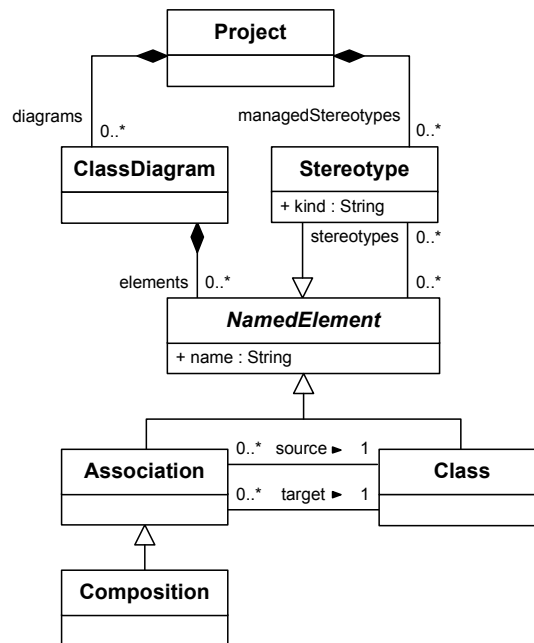 Project
diagrams
managedStereotypes
0..*
0..*
ClassDiagram
Stereotype
+ kind : String
stereotypes
0..*
elements
0..*
0..*
NamedElement
+ name : String
0..* source ► 1
Association
Class
0..* target ► 1
Composition